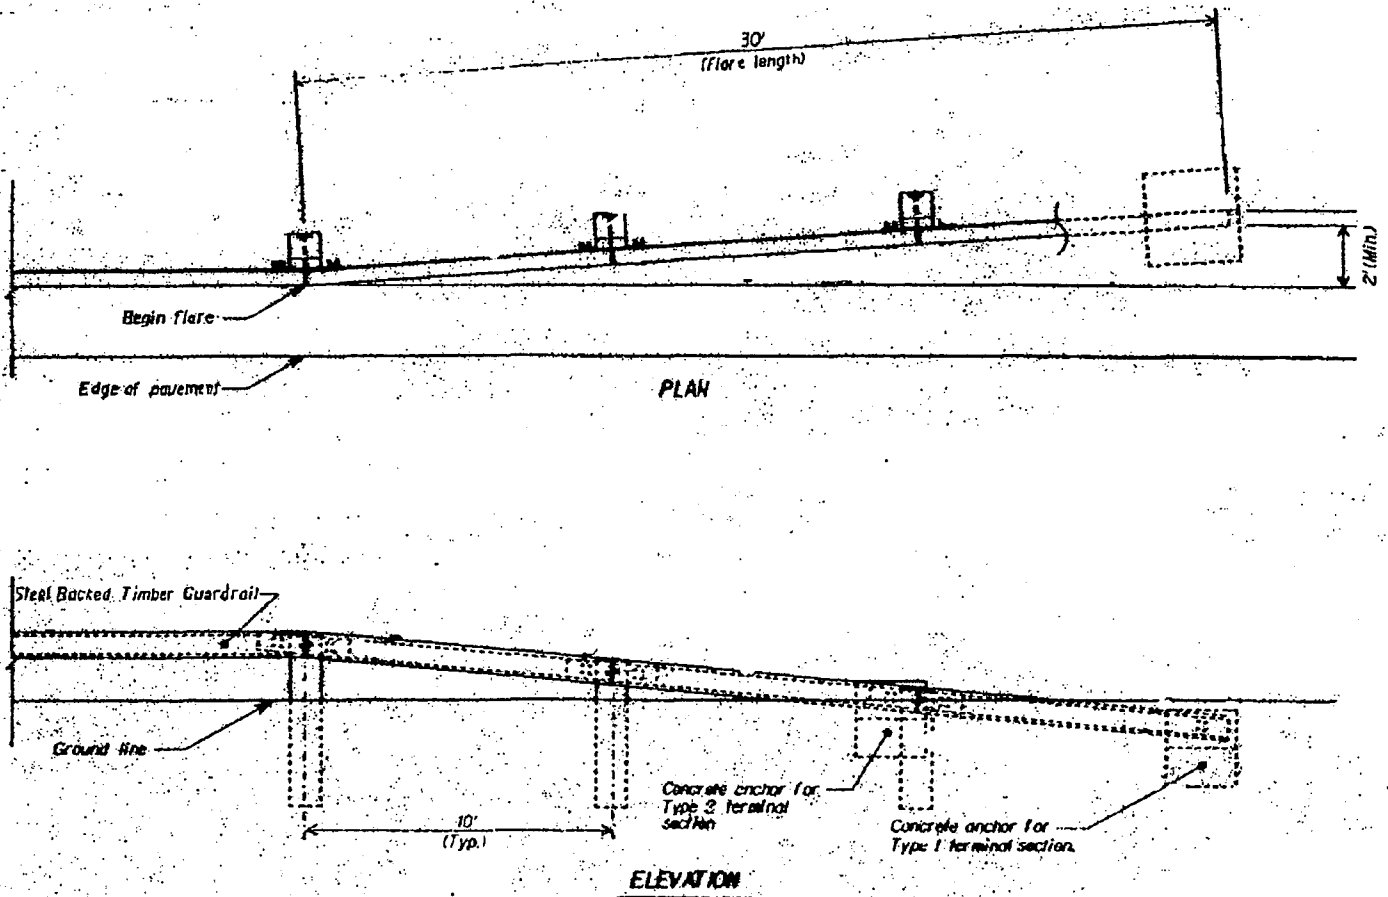 30'
(Flare length)
2' (Min.)
Begin flare
Edge of pavement
PLAN
Steel Backed Timber Guardrail
Ground line
10'
(Typ.)
Concrete anchor for
Type 2 terminal
section
Concrete anchor for
Type 1 terminal section.
ELEVATION